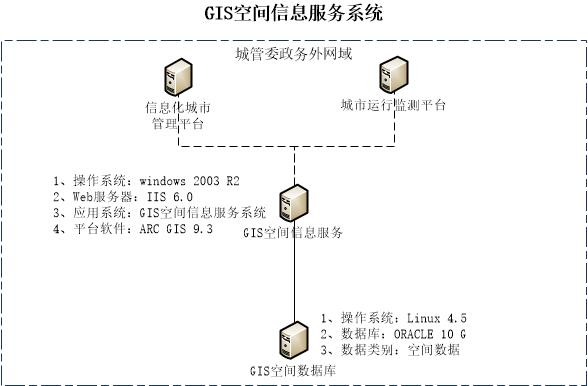 GIS空间信息服务系统
城管委政务外网域
信息化城市
管理平台
城市运行监测平台
1、操作系统：windows 2003 R2
2、Web服务器：IIS 6.0
3、应用系统：GIS空间信息服务系统
4、平台软件：ARC GIS 9.3
GIS空间信息服务
1、操作系统：Linux 4.5
2、数据库：ORACLE 10 G
3、数据类别：空间数据
GIS空间数据库